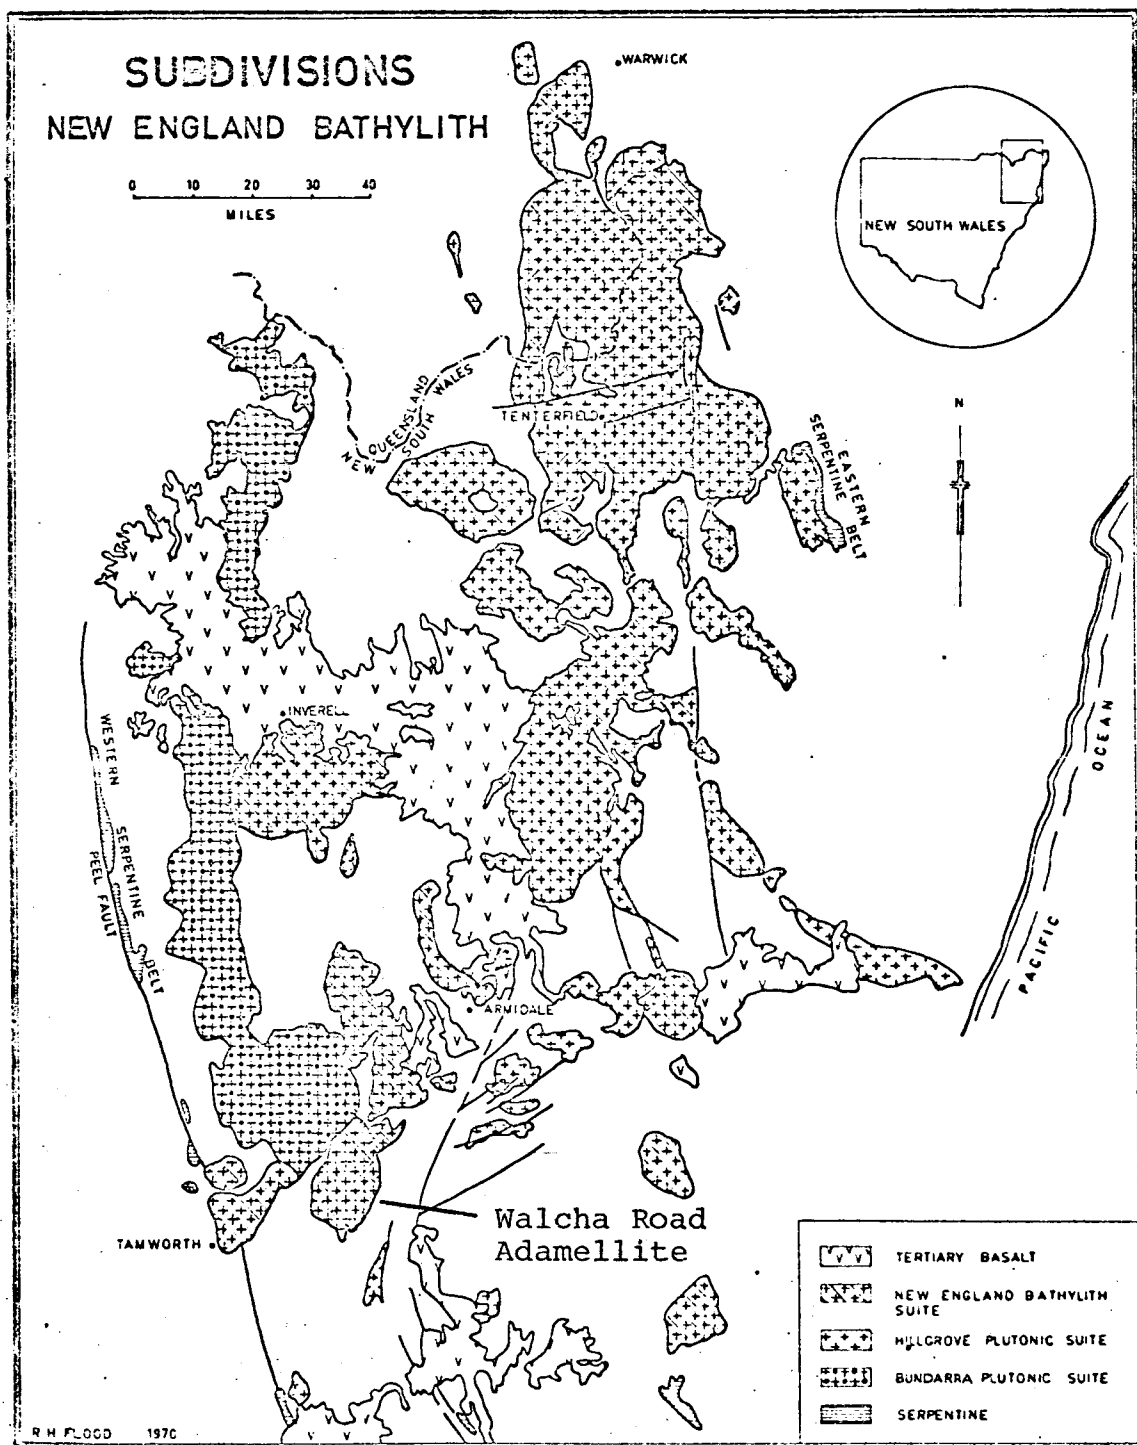 SUBDIVISIONS
NEW ENGLAND BATHYLITH
0 10 20 30 40
MILES
WARWICK
NEW SOUTH WALES
QUEENSLAND
NEW SOUTH WALES
TENTERFIELD
EASTERN
SERPENTINE
BELT
N
INVERELL
WESTERN
SERPENTINE
BELT
PEEL FAULT
PACIFIC OCEAN
ARMIDALE
Walcha Road
Adamellite
TAMWORTH
TERTIARY BASALT
NEW ENGLAND BATHYLITH
SUITE
HILLGROVE PLUTONIC SUITE
BUNDARRA PLUTONIC SUITE
SERPENTINE
R H FLOOD 1970